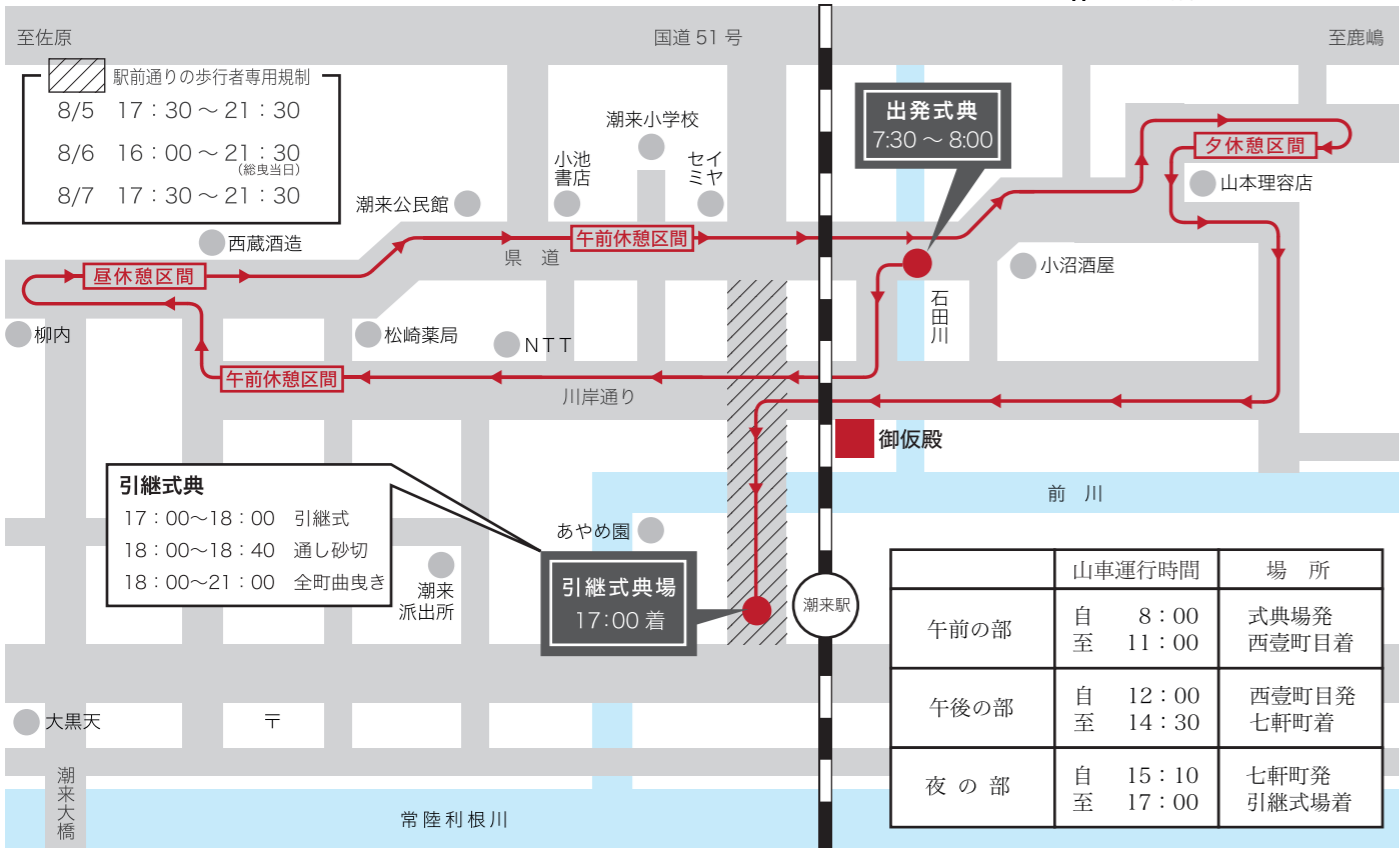 至佐原
国道 51 号
至鹿嶋
駅前通りの歩行者専用規制
8/5 17：30 ～ 21：30
8/6 16：00 ～ 21：30
(総曳当日)
8/7 17：30 ～ 21：30
出発式典
7:30 ～ 8:00
潮来小学校
小池
書店
セイ
ミヤ
潮来公民館
西蔵酒造
夕休憩区間
山本理容店
午前休憩区間
県 道
昼休憩区間
小沼酒屋
石田川
柳内
松崎薬局
NTT
午前休憩区間
川岸通り
御仮殿
前 川
引継式典
17：00～18：00 引継式
18：00～18：40 通し砂切
18：00～21：00 全町曲曳き
あやめ園
潮来
派出所
引継式典場
17:00 着
潮来駅
山車運行時間 場 所
午前の部 自 8：00 式典場発
至 11：00 西壹町目着
午後の部 自 12：00 西壹町目発
至 14：30 七軒町着
夜 の 部 自 15：10 七軒町発
至 17：00 引継式場着
大黒天
〒
潮来大橋
常陸利根川